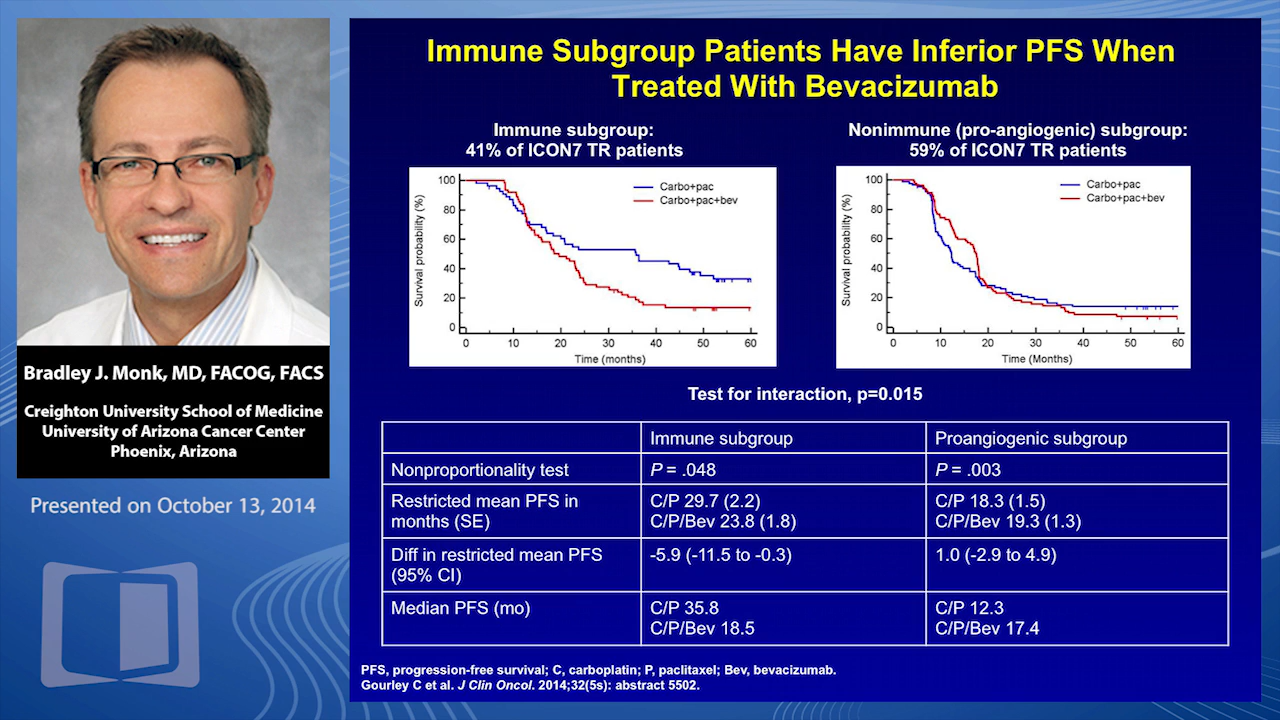 Immune Subgroup Patients Have Inferior PFS When
Treated With Bevacizumab
Immune subgroup:
41% of ICON7 TR patients
Survival probability (%)
100
80
60
40
20
0
0 10 20 30 40 50 60
Time (months)
Carbo+pac
Carbo+pac+bev
Nonimmune (pro-angiogenic) subgroup:
59% of ICON7 TR patients
Survival probability (%)
100
80
60
40
20
0
0 10 20 30 40 50 60
Time (Months)
Carbo+pac
Carbo+pac+bev
Test for interaction, p=0.015
Immune subgroup Proangiogenic subgroup
Nonproportionality test P = .048 P = .003
Restricted mean PFS in C/P 29.7 (2.2) C/P 18.3 (1.5)
months (SE) C/P/Bev 23.8 (1.8) C/P/Bev 19.3 (1.3)
Diff in restricted mean PFS -5.9 (-11.5 to -0.3) 1.0 (-2.9 to 4.9)
(95% CI)
Median PFS (mo) C/P 35.8 C/P 12.3
C/P/Bev 18.5 C/P/Bev 17.4
PFS, progression-free survival; C, carboplatin; P, paclitaxel; Bev, bevacizumab.
Gourley C et al. J Clin Oncol. 2014;32(5s): abstract 5502.
Bradley J. Monk, MD, FACOG, FACS
Creighton University School of Medicine
University of Arizona Cancer Center
Phoenix, Arizona
Presented on October 13, 2014